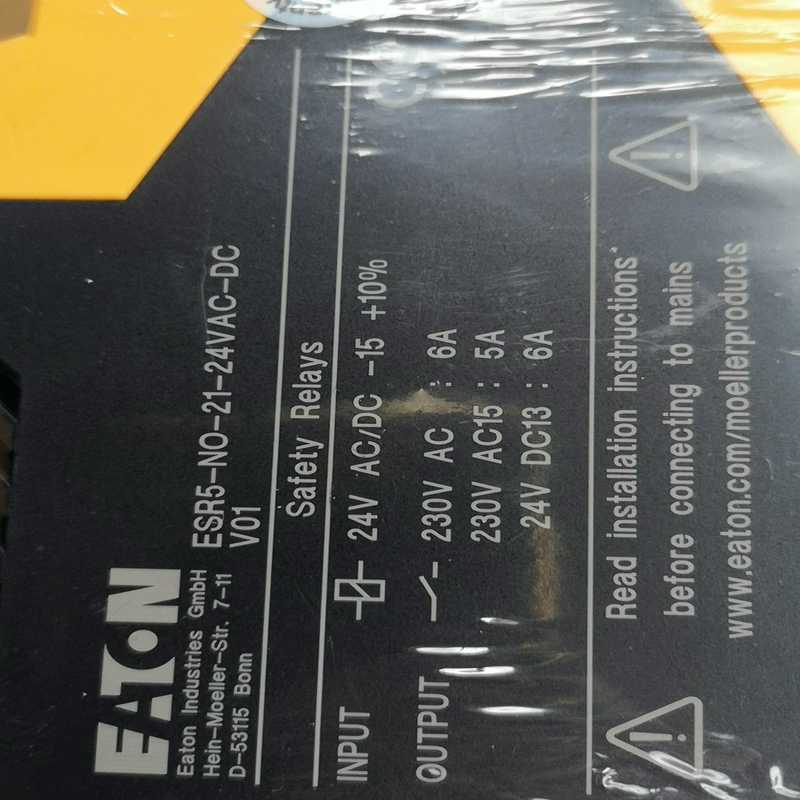 EATON
Eaton Industries GmbH
Hein-Moeller-Str. 7-11
D-53115 Bonn
ESR5-NO-21-24VAC-DC
V01
Safety Relays
INPUT 24V AC/DC -15 +10%
OUTPUT 230V AC : 6A
230V AC15 : 5A
24V DC13 : 6A
Read installation instructions
before connecting to mains
www.eaton.com/moellerproducts